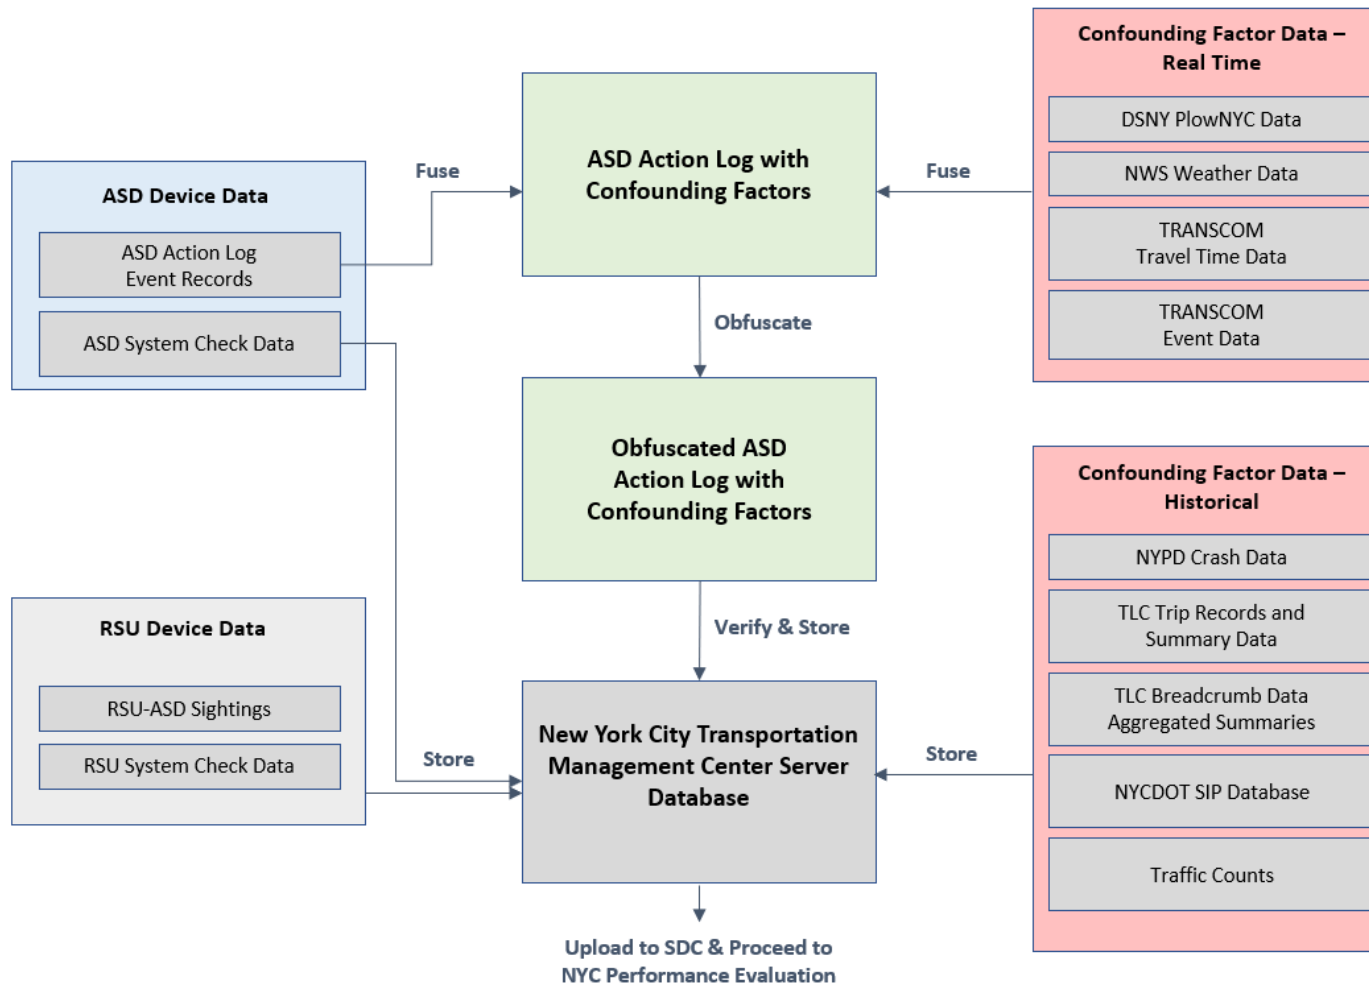 Confounding Factor Data –
Real Time
DSNY PlowNYC Data
NWS Weather Data
TRANSCOM
Travel Time Data
TRANSCOM
Event Data
ASD Device Data
ASD Action Log
Event Records
ASD System Check Data
Fuse
ASD Action Log with
Confounding Factors
Fuse
Obfuscate
Obfuscated ASD
Action Log with
Confounding Factors
Verify & Store
Confounding Factor Data –
Historical
NYPD Crash Data
TLC Trip Records and
Summary Data
TLC Breadcrumb Data
Aggregated Summaries
NYCDOT SIP Database
Traffic Counts
RSU Device Data
RSU-ASD Sightings
RSU System Check Data
Store
New York City Transportation
Management Center Server
Database
Store
Upload to SDC & Proceed to
NYC Performance Evaluation